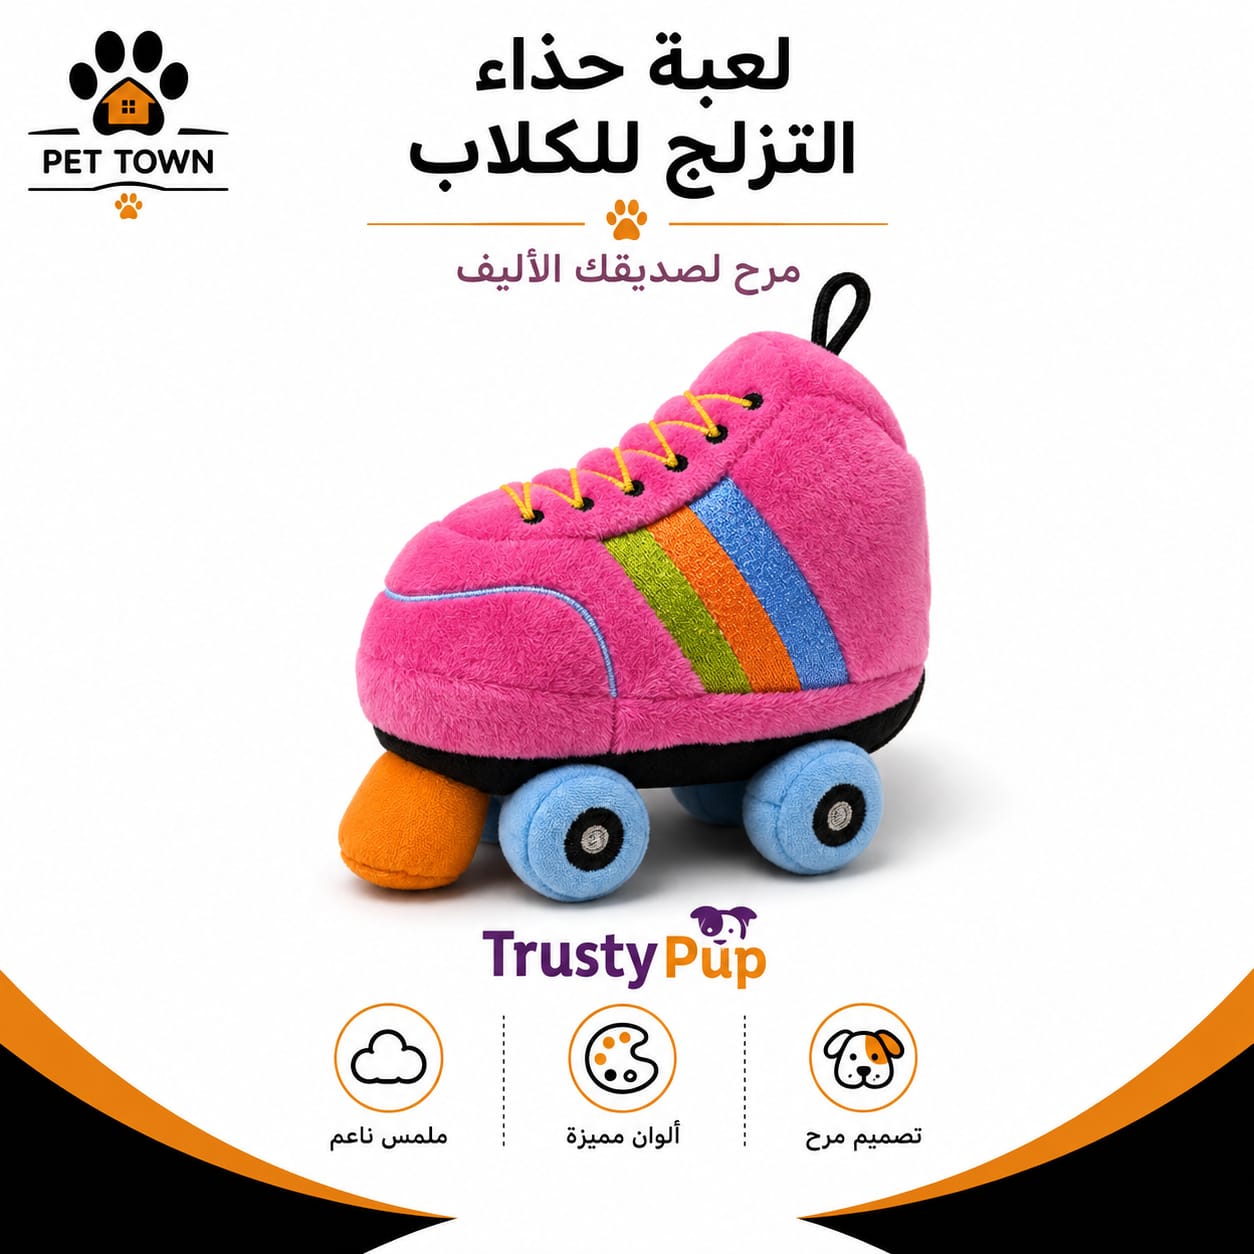 PET TOWN
لعبة حذاء
التزلج للكلاب
مرح لصديقك الأليف
TrustyPup
تصميم مرح
ألوان مميزة
ملمس ناعم